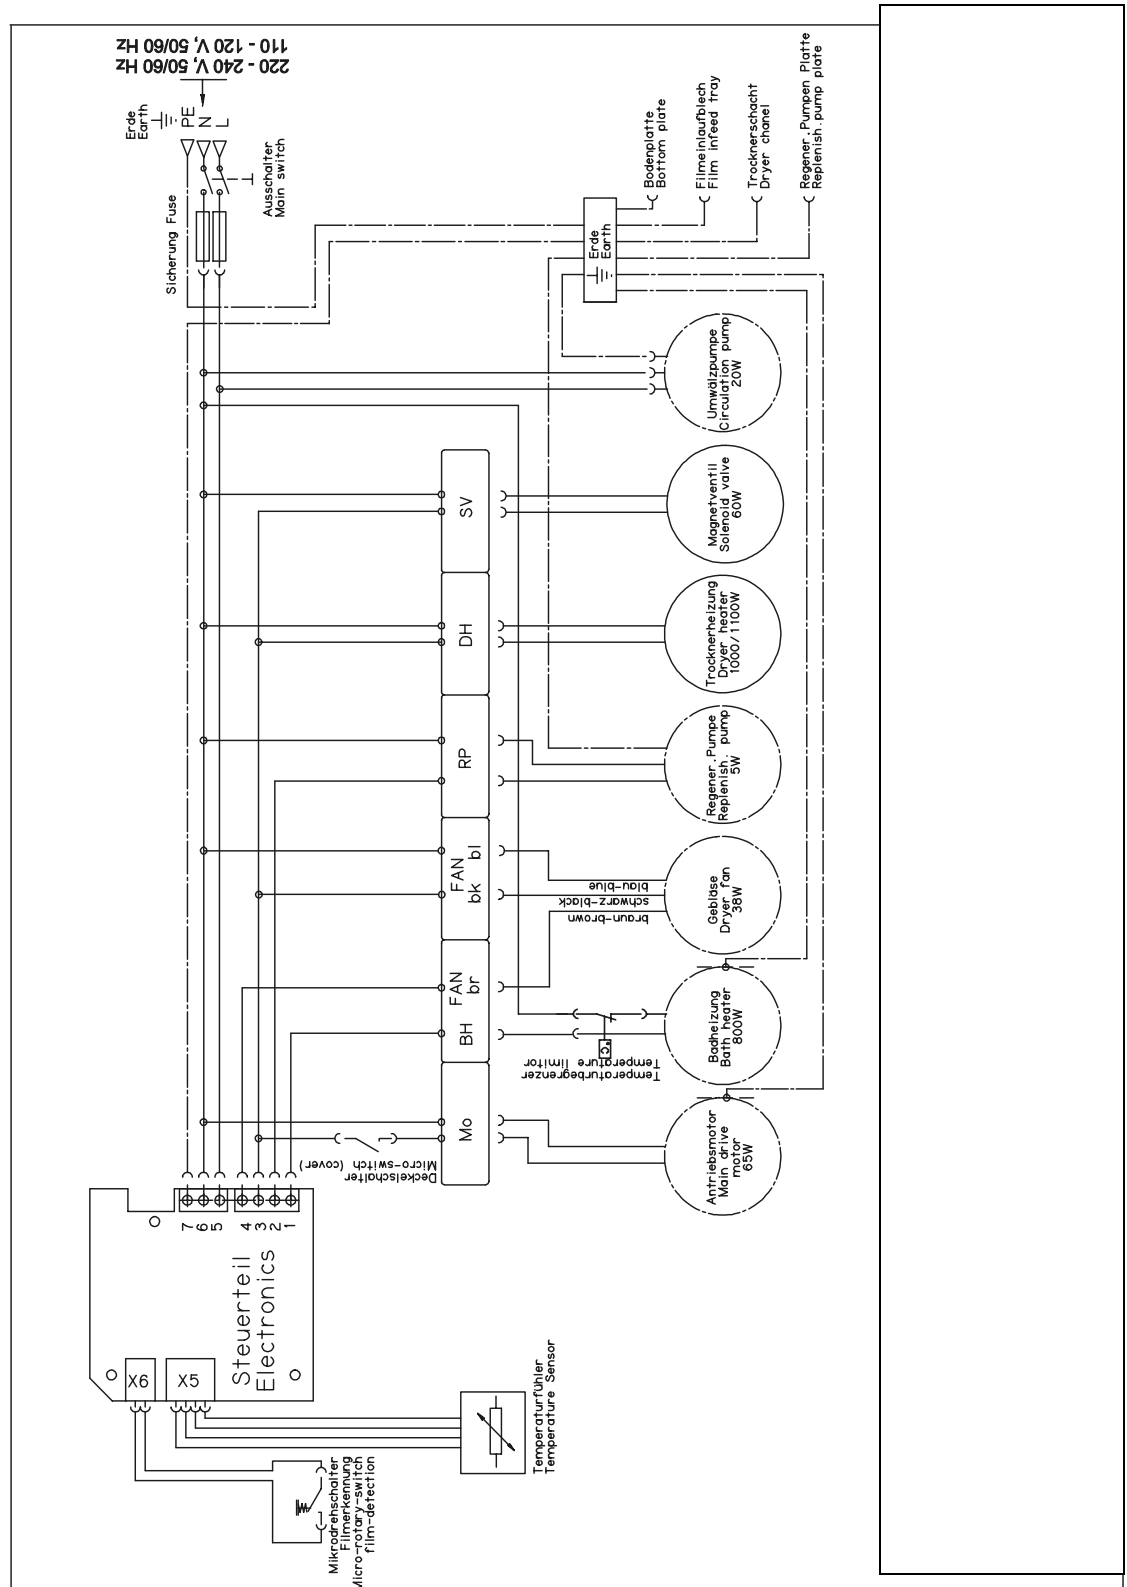 220 - 240 V, 50/60 Hz
110 - 120 V, 50/60 Hz
Erde
Earth
PE
N
L
Ausschalter
Main switch
Sicherung Fuse
Bodenplatte
Bottom plate
Filmeinlaufblech
Film infeed tray
Trocknerschacht
Dryer chanel
Regener.Pumpen Platte
Replenish.pump plate
Erde
Earth
Umwälzpumpe
Circulation pump
20W
SV
Magnetventil
Solenoid valve
60W
DH
Trocknerheizung
Dryer heater
1000/1100W
RP
Regener.Pumpe
Replenish. pump
5W
FAN
bk bl
blau-blue
schwarz-black
braun-brown
Gebläse
Dryer fan
38W
FAN
br
BH
°C
Temperaturbegrenzer
Temperature limitor
Badheizung
Bath heater
800W
Mo
Deckelschalter
Micro-switch (cover)
Antriebsmotor
Main drive
motor
65W
7
6
5
4
3
2
1
Steuerteil
Electronics
X6
X5
Temperaturfühler
Temperature Sensor
Mikrodrehschalter
Filmerkennung
Micro-rotary-switch
film-detection